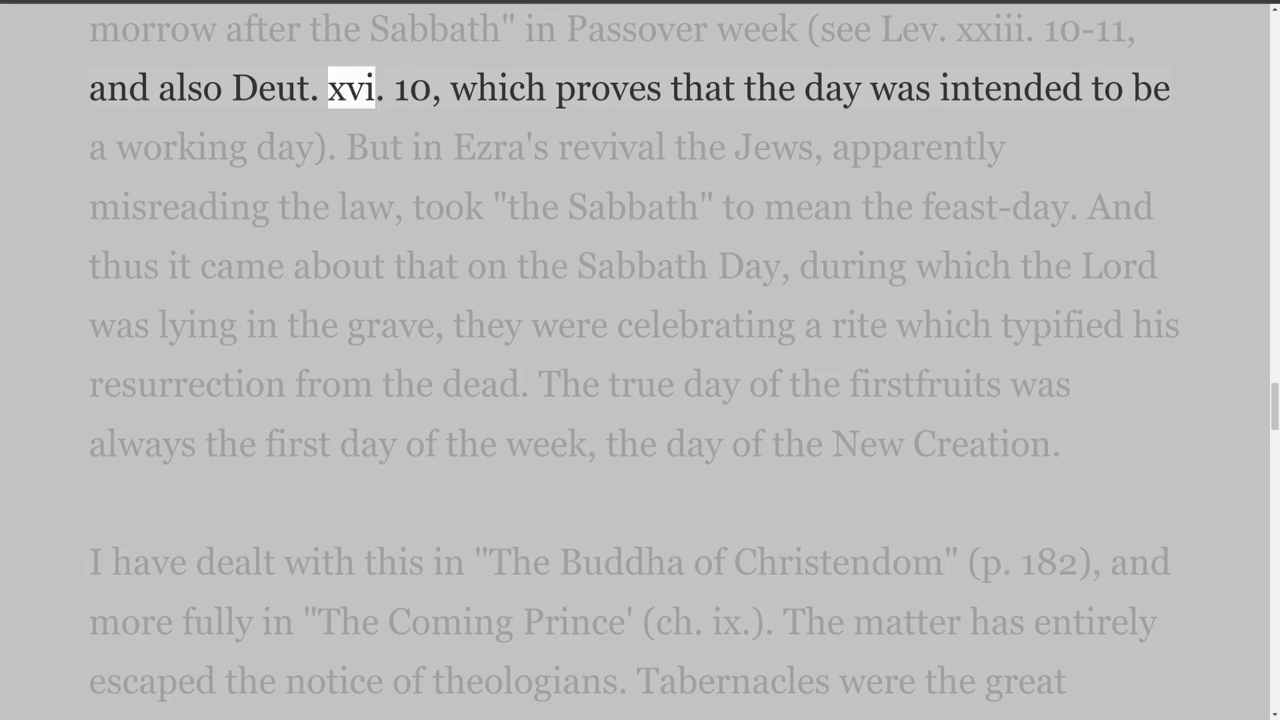 morrow after the Sabbath" in Passover week (see Lev. xxiii. 10-11,
and also Deut. xvi. 10, which proves that the day was intended to be
a working day). But in Ezra's revival the Jews, apparently
misreading the law, took "the Sabbath" to mean the feast-day. And
thus it came about that on the Sabbath Day, during which the Lord
was lying in the grave, they were celebrating a rite which typified his
resurrection from the dead. The true day of the firstfruits was
always the first day of the week, the day of the New Creation.
I have dealt with this in "The Buddha of Christendom" (p. 182), and
more fully in "The Coming Prince' (ch. ix.). The matter has entirely
escaped the notice of theologians. Tabernacles were the great